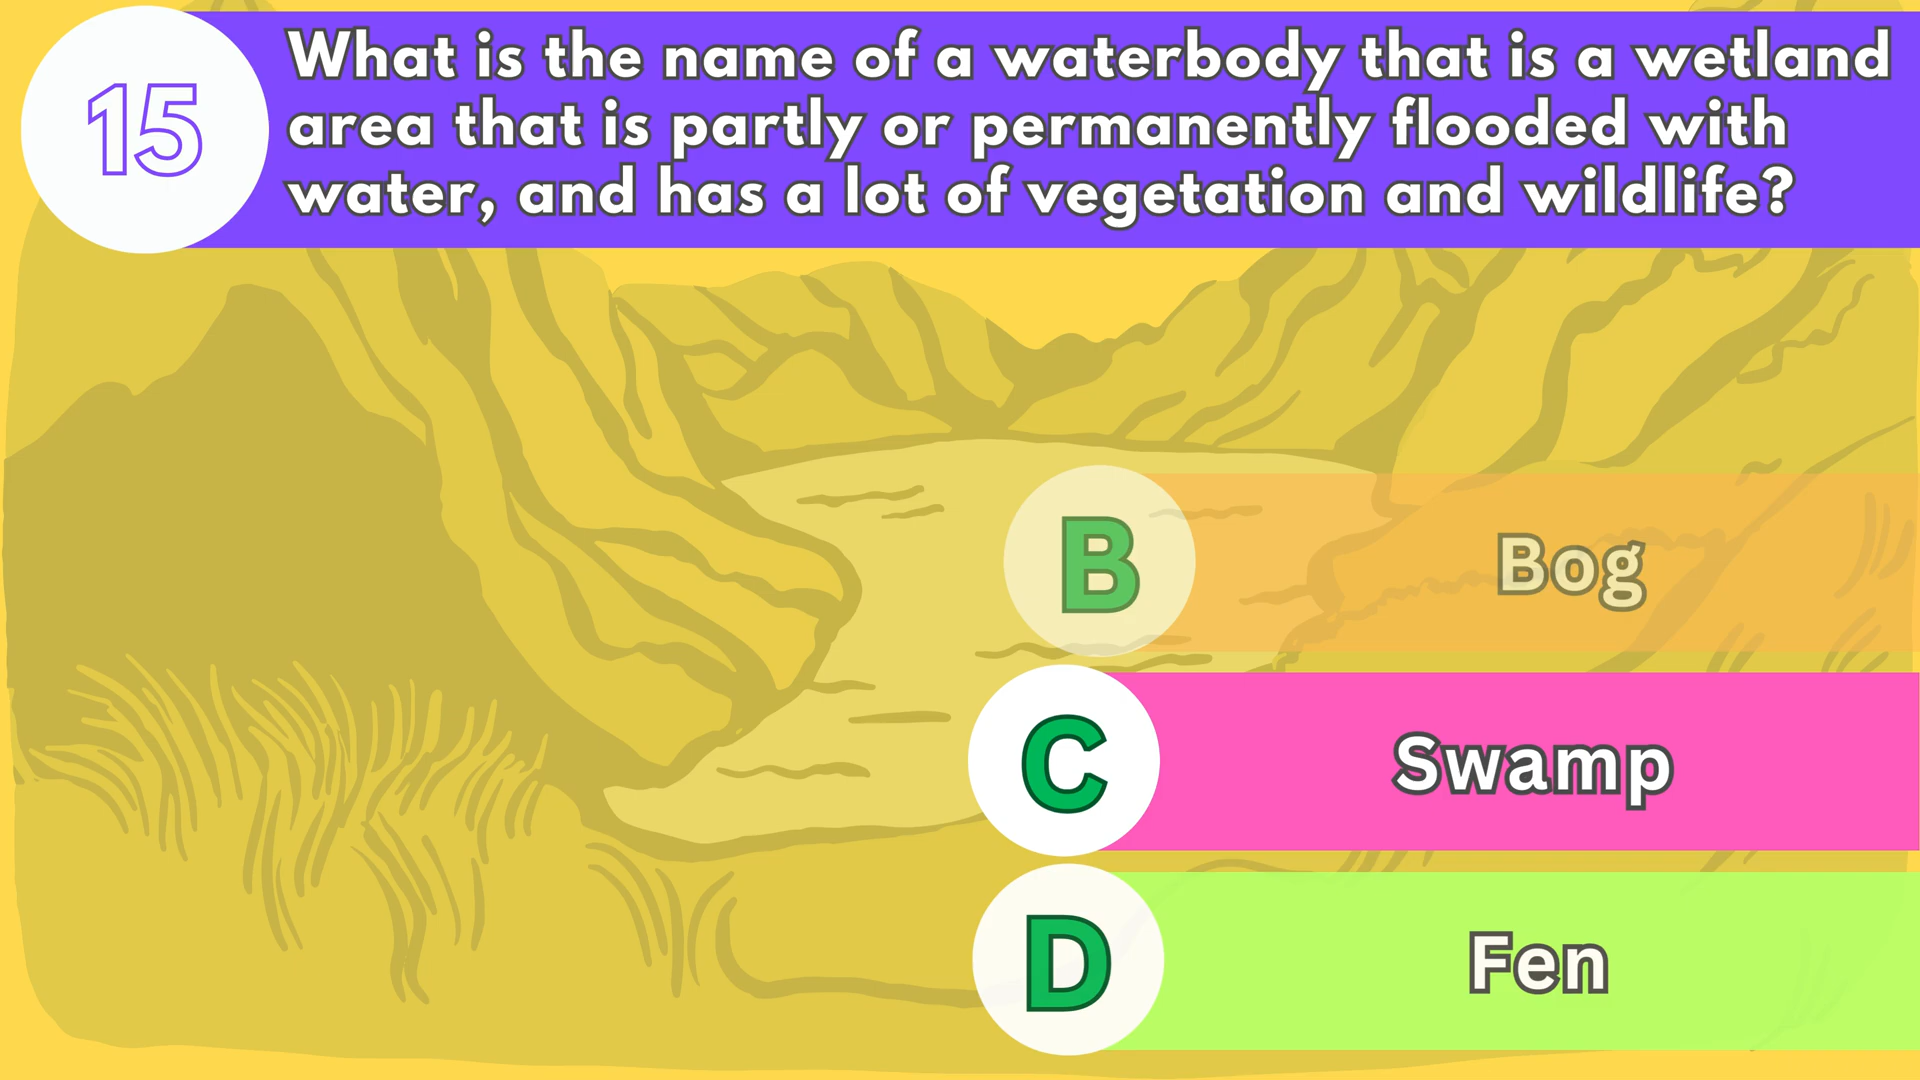 15
What is the name of a waterbody that is a wetland
area that is partly or permanently flooded with
water, and has a lot of vegetation and wildlife?
B Bog
C Swamp
D Fen